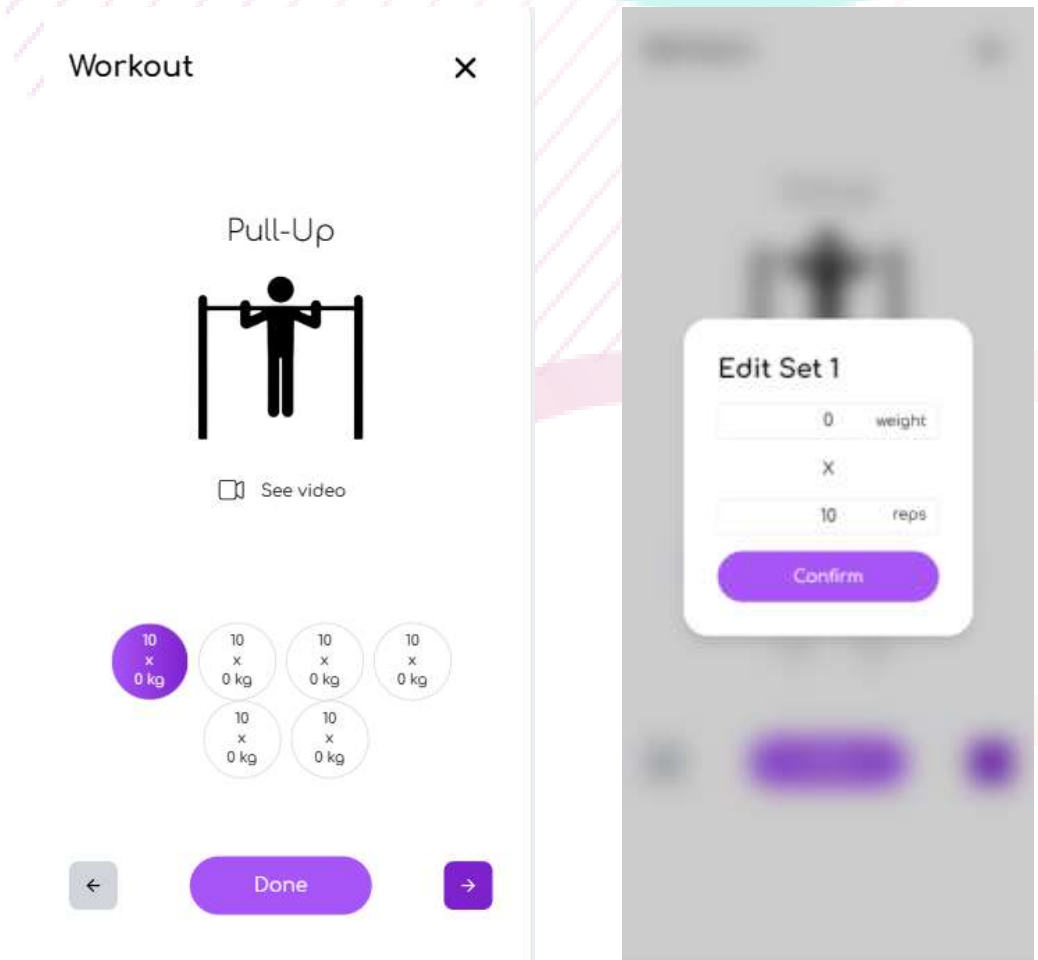 Workout
Pull-Up
See video
10
x
0 kg
10
x
0 kg
10
x
0 kg
10
x
0 kg
10
x
0 kg
10
x
0 kg
Done
Edit Set 1
0 weight
X
10 reps
Confirm